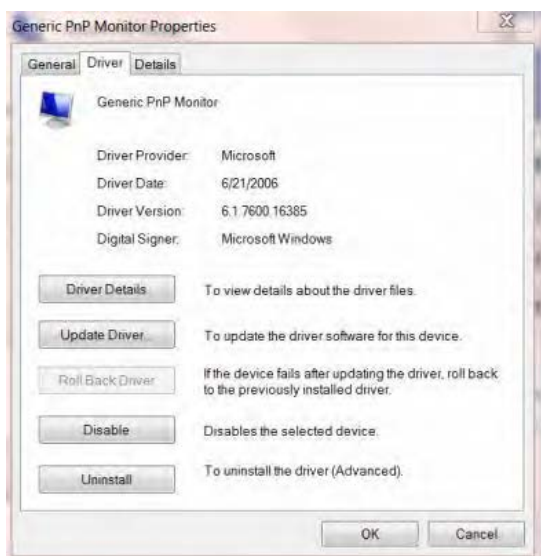 Generic PnP Monitor Properties
General Driver Details
Generic PnP Monitor
Driver Provider: Microsoft
Driver Date: 6/21/2006
Driver Version: 6.1.7600.16385
Digital Signer: Microsoft Windows
Driver Details To view details about the driver files.
Update Driver... To update the driver software for this device.
Roll Back Driver If the device fails after updating the driver, roll back
to the previously installed driver.
Disable Disables the selected device.
Uninstall To uninstall the driver (Advanced).
OK Cancel